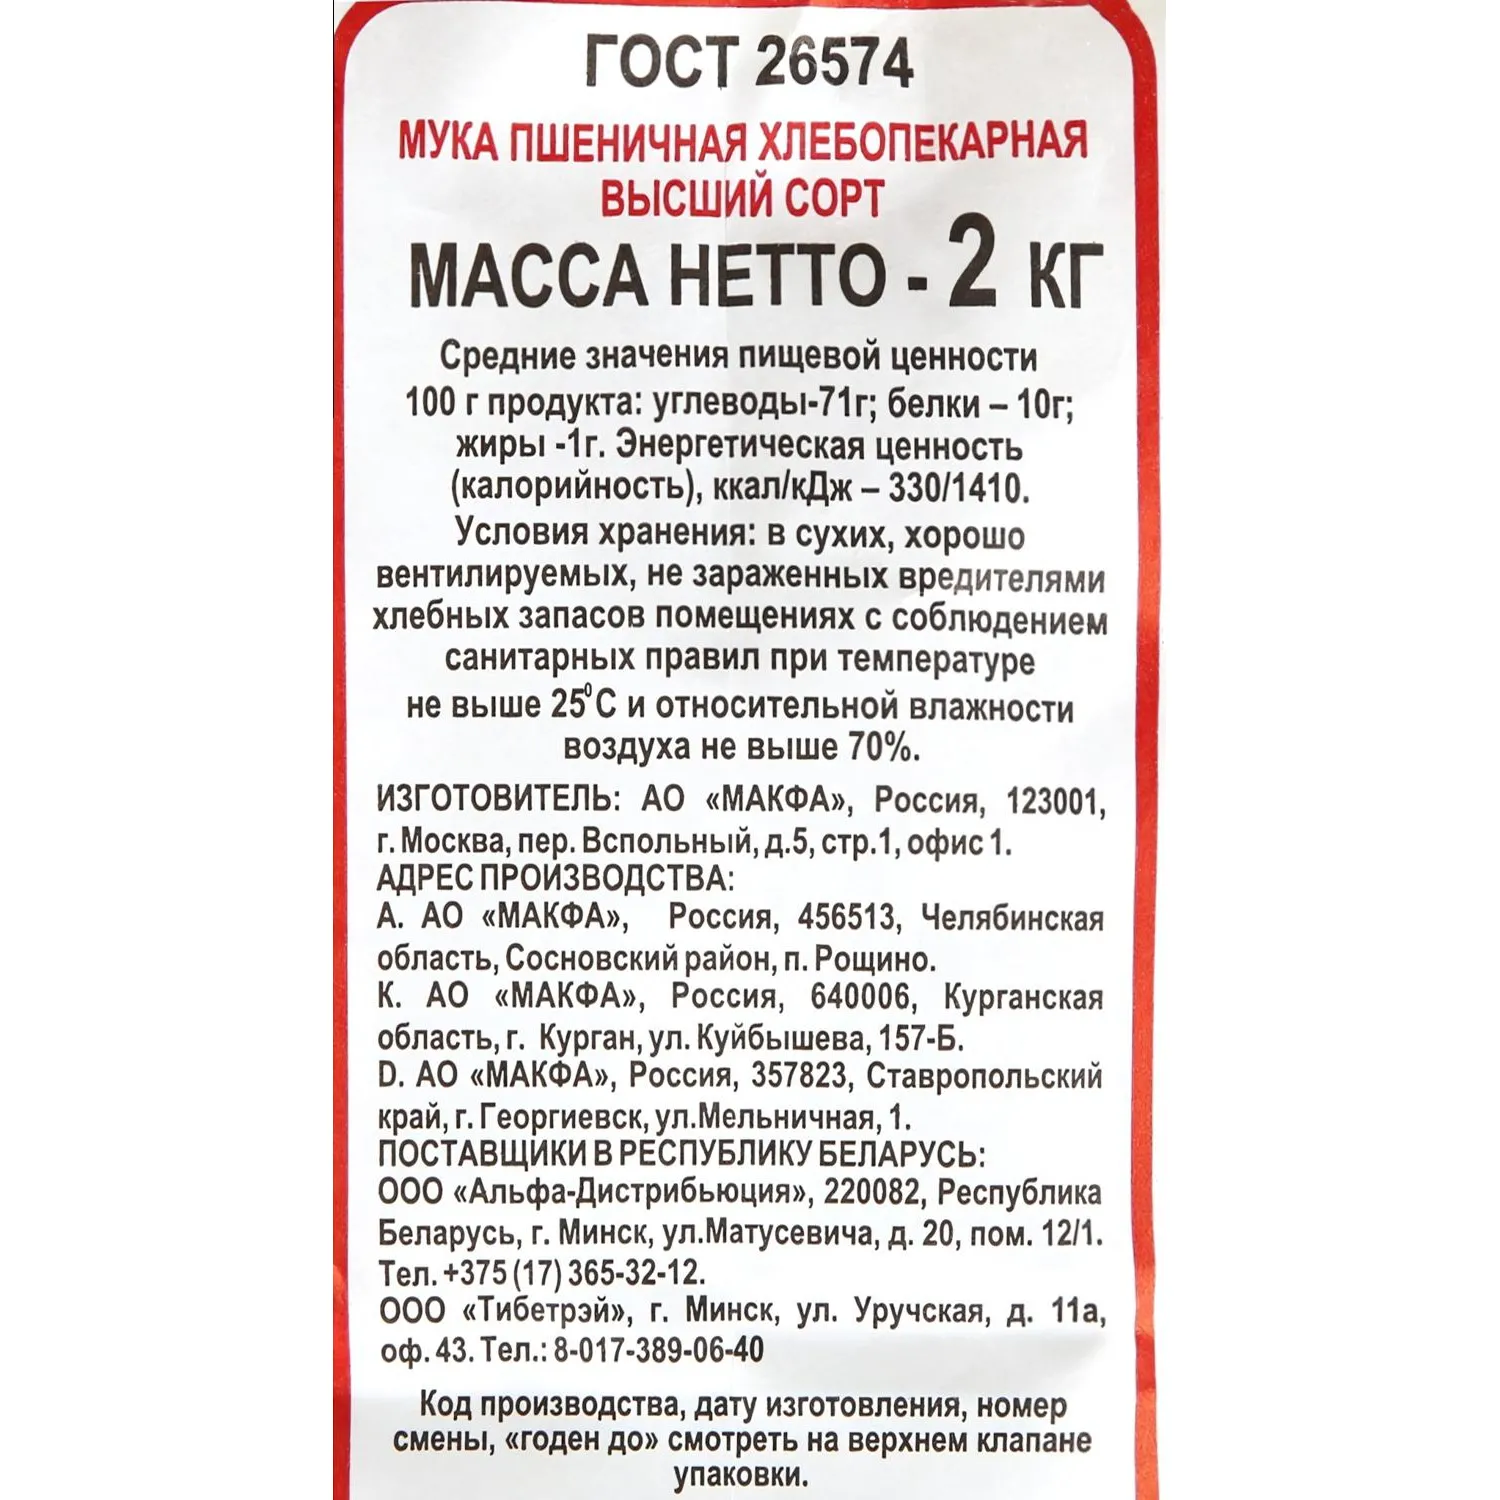 ГОСТ 26574
МУКА ПШЕНИЧНАЯ ХЛЕБОПЕКАРНАЯ
ВЫСШИЙ СОРТ
МАССА НЕТТО - 2 КГ
Средние значения пищевой ценности
100 г продукта: углеводы-71г; белки – 10г;
жиры -1г. Энергетическая ценность
(калорийность), ккал/кДж – 330/1410.
Условия хранения: в сухих, хорошо
вентилируемых, не зараженных вредителями
хлебных запасов помещениях с соблюдением
санитарных правил при температуре
не выше 25⁰С и относительной влажности
воздуха не выше 70%.
ИЗГОТОВИТЕЛЬ: АО «МАКФА», Россия, 123001,
г. Москва, пер. Вспольный, д.5, стр.1, офис 1.
АДРЕС ПРОИЗВОДСТВА:
А. АО «МАКФА», Россия, 456513, Челябинская
область, Сосновский район, п. Рощино.
К. АО «МАКФА», Россия, 640006, Курганская
область, г. Курган, ул. Куйбышева, 157-Б.
D. АО «МАКФА», Россия, 357823, Ставропольский
край, г. Георгиевск, ул.Мельничная, 1.
ПОСТАВЩИКИ В РЕСПУБЛИКУ БЕЛАРУСЬ:
ООО «Альфа-Дистрибьюция», 220082, Республика
Беларусь, г. Минск, ул.Матусевича, д. 20, пом. 12/1.
Тел. +375 (17) 365-32-12.
ООО «Тибетрэй», г. Минск, ул. Уручская, д. 11а,
оф. 43. Тел.: 8-017-389-06-40
Код производства, дату изготовления, номер
смены, «годен до» смотреть на верхнем клапане
упаковки.